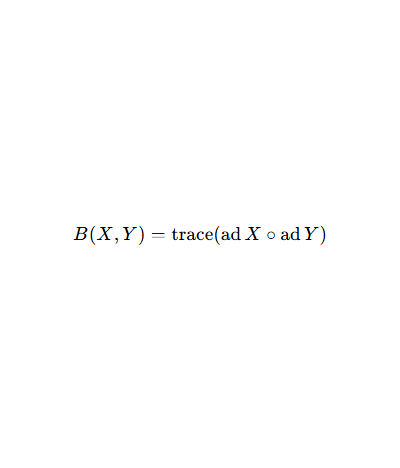 B(X, Y) = trace(ad X ∘ ad Y)